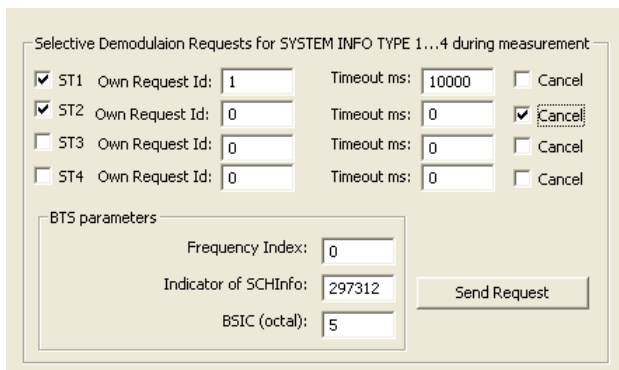 Selective Demodulaion Requests for SYSTEM INFO TYPE 1...4 during measurement
ST1 Own Request Id: 1 Timeout ms: 10000 Cancel
ST2 Own Request Id: 0 Timeout ms: 0 Cancel
ST3 Own Request Id: 0 Timeout ms: 0 Cancel
ST4 Own Request Id: 0 Timeout ms: 0 Cancel
BTS parameters
Frequency Index: 0
Indicator of SCHInfo: 297312
BSIC (octal): 5
Send Request